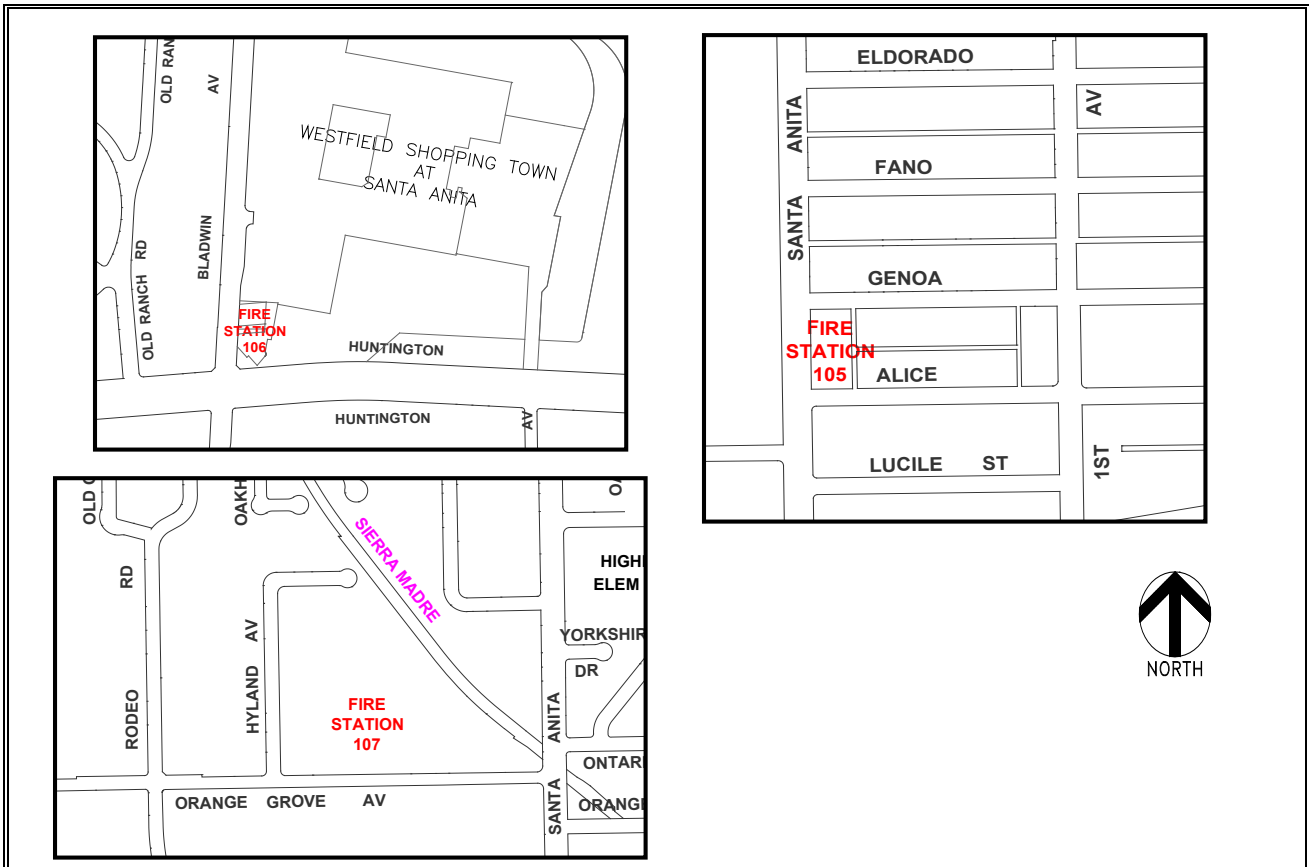 OLD RAN
AV
WESTFIELD SHOPPING TOWN
AT
SANTA ANITA
BLADWIN
OLD RANCH RD
FIRE
STATION
106
HUNTINGTON
HUNTINGTON
AV
ELDORADO
SANTA ANITA
AV
FANO
GENOA
FIRE
STATION
105
ALICE
LUCILE ST
1ST
OLD
OAKH
SIERRA MADRE
HIGH
ELEM
RODEO RD
HYLAND AV
YORKSHIR
DR
FIRE
STATION
107
SANTA ANITA
ONTARI
ORANGE GROVE AV
ORANG
NORTH